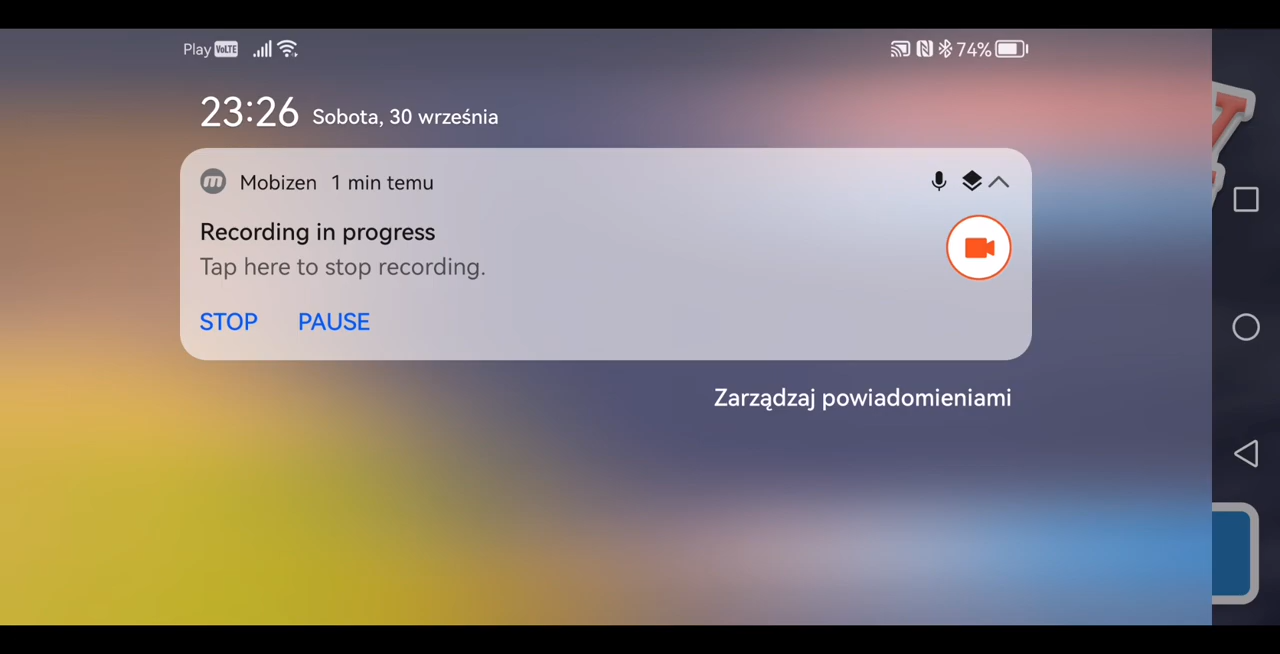 Play VoLTE 74%
23:26 Sobota, 30 września
m Mobizen 1 min temu
Recording in progress
Tap here to stop recording.
STOP PAUSE
Zarządzaj powiadomieniami